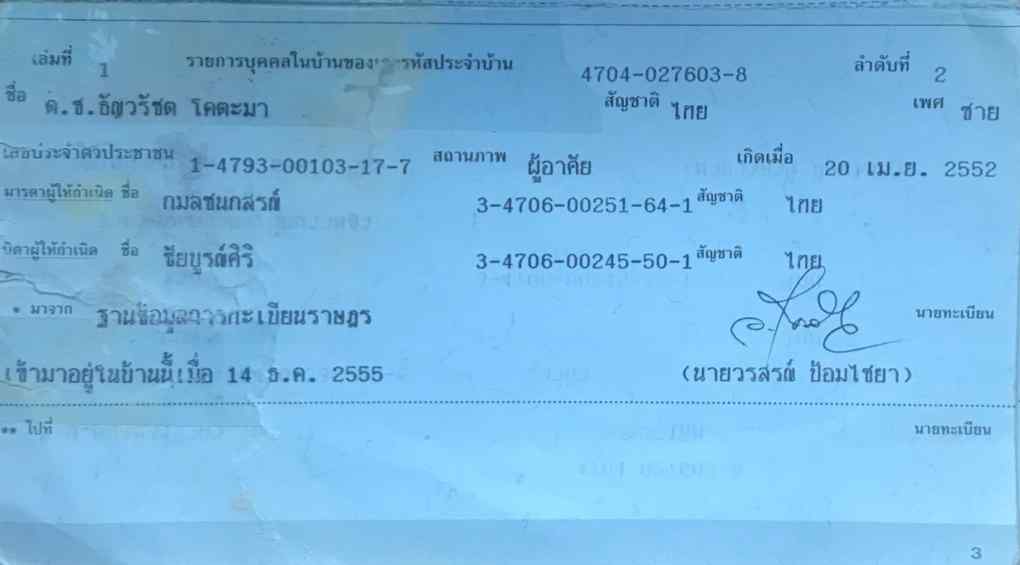 เล่มที่ 1 รายการบุคคลในบ้านของ รหัสประจำบ้าน 4704-027603-8 ลำดับที่ 2
ชื่อ ด.ช.ธัญวรัชต โคตะมา สัญชาติ ไทย เพศ ชาย
เลขประจำตัวประชาชน 1-4793-00103-17-7 สถานภาพ ผู้อาศัย เกิดเมื่อ 20 เม.ย. 2552
มารดาผู้ให้กำเนิด ชื่อ กมลชนกสรณ์ 3-4706-00251-64-1 สัญชาติ ไทย
บิดาผู้ให้กำเนิด ชื่อ ชัยบูรณ์ศิริ 3-4706-00245-50-1 สัญชาติ ไทย
* มาจาก ฐานข้อมูลการทะเบียนราษฎร นายทะเบียน
เข้ามาอยู่ในบ้านนี้เมื่อ 14 ธ.ค. 2555 (นายวรสรณ์ ป้อมไชยา)
** ไปที่ นายทะเบียน
3